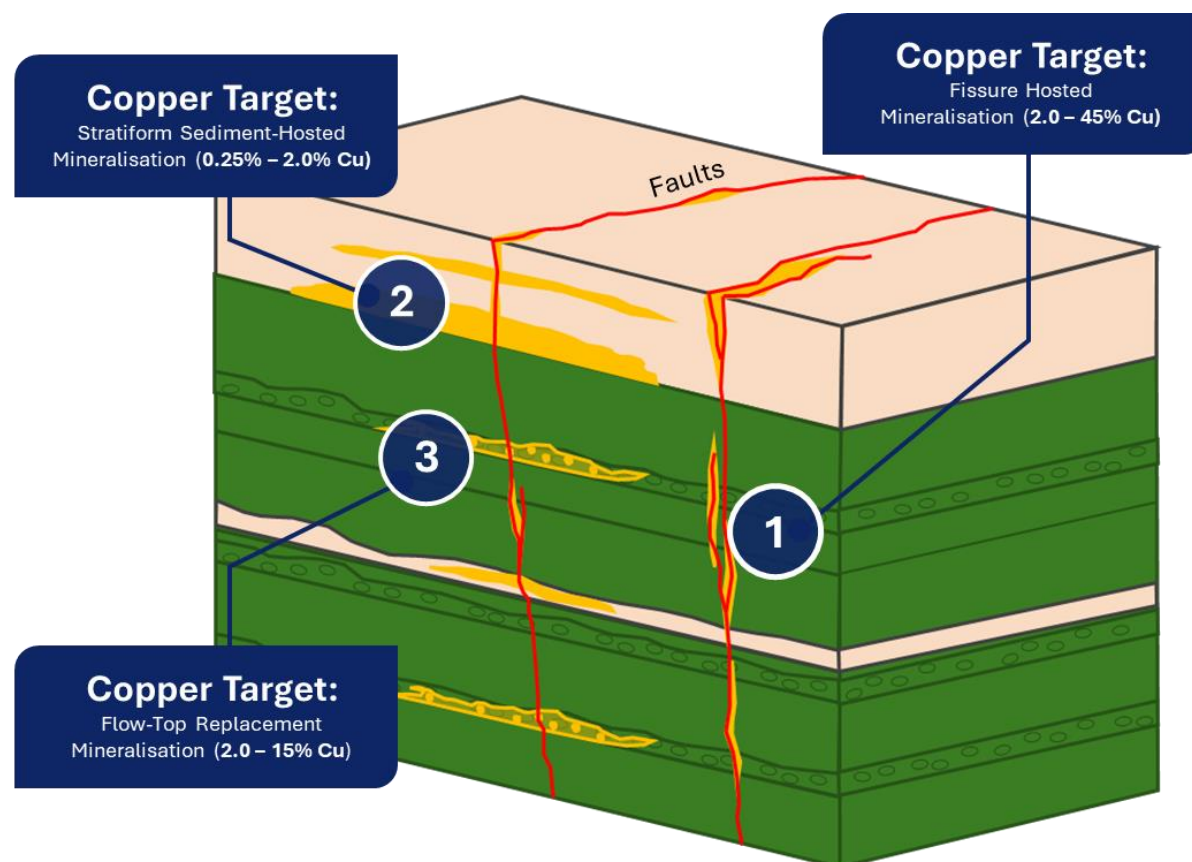 Copper Target:
Stratiform Sediment-Hosted
Mineralisation (0.25% – 2.0% Cu)
Copper Target:
Fissure Hosted
Mineralisation (2.0 – 45% Cu)
Faults
2
3
1
Copper Target:
Flow-Top Replacement
Mineralisation (2.0 – 15% Cu)